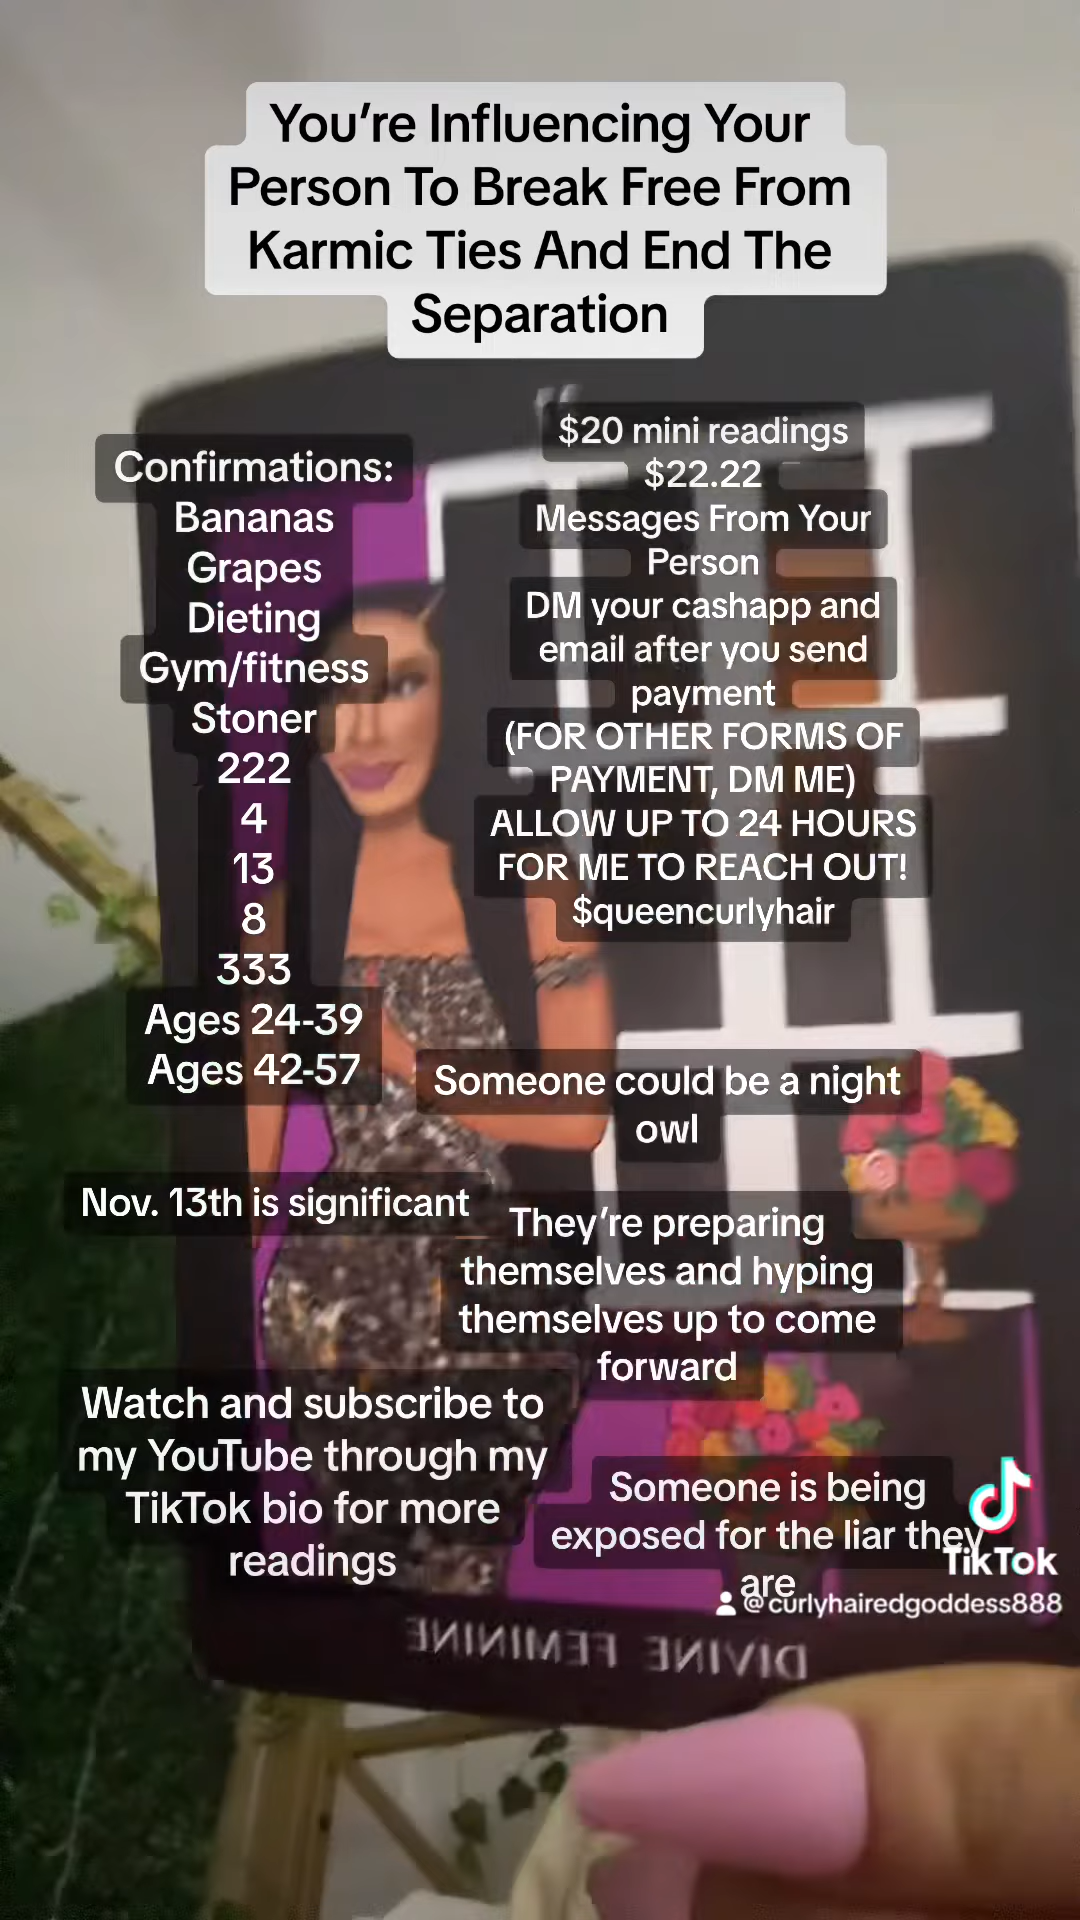 You're Influencing Your
Person To Break Free From
Karmic Ties And End The
Separation
Confirmations:
Bananas
Grapes
Dieting
Gym/fitness
Stoner
222
4
13
8
333
Ages 24-39
Ages 42-57
$20 mini readings
$22.22
Messages From Your
Person
DM your cashapp and
email after you send
payment
(FOR OTHER FORMS OF
PAYMENT, DM ME)
ALLOW UP TO 24 HOURS
FOR ME TO REACH OUT!
$queencurlyhair
Someone could be a night
owl
Nov. 13th is significant
They're preparing
themselves and hyping
themselves up to come
forward
Watch and subscribe to
my YouTube through my
TikTok bio for more
readings
Someone is being
exposed for the liar they
are
TikTok
@curlyhairedgoddess888
DIVINE FEMININE